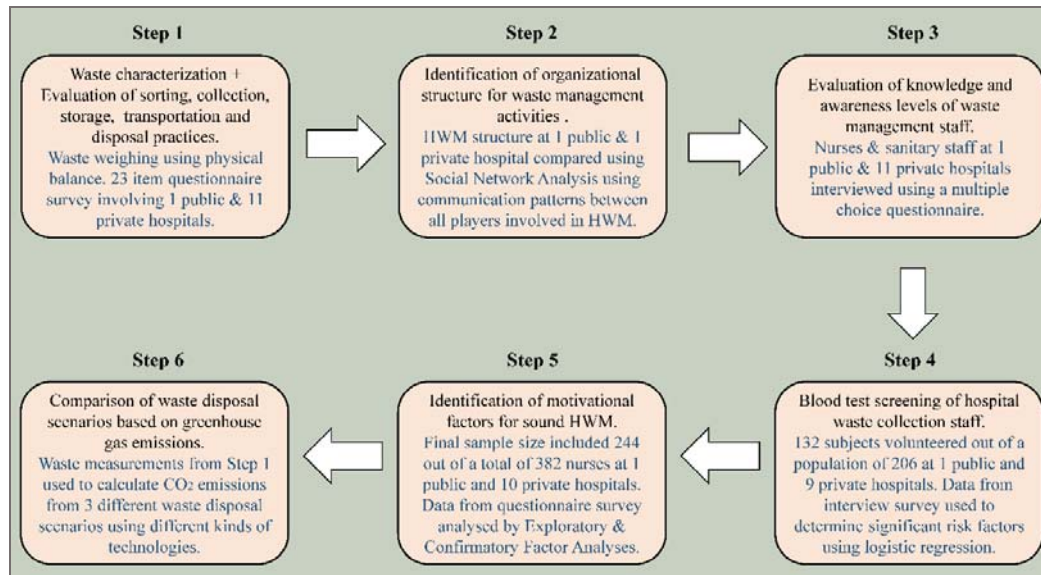 Step 1
Waste characterization +
Evaluation of sorting, collection,
storage, transportation and
disposal practices.
Waste weighing using physical
balance. 23 item questionnaire
survey involving 1 public & 11
private hospitals.
Step 2
Identification of organizational
structure for waste management
activities .
HWM structure at 1 public & 1
private hospital compared using
Social Network Analysis using
communication patterns between
all players involved in HWM.
Step 3
Evaluation of knowledge and
awareness levels of waste
management staff.
Nurses & sanitary staff at 1
public & 11 private hospitals
interviewed using a multiple
choice questionnaire.
Step 4
Blood test screening of hospital
waste collection staff.
132 subjects volunteered out of a
population of 206 at 1 public and
9 private hospitals. Data from
interview survey used to
determine significant risk factors
using logistic regression.
Step 5
Identification of motivational
factors for sound HWM.
Final sample size included 244
out of a total of 382 nurses at 1
public and 10 private hospitals.
Data from questionnaire survey
analysed by Exploratory &
Confirmatory Factor Analyses.
Step 6
Comparison of waste disposal
scenarios based on greenhouse
gas emissions.
Waste measurements from Step 1
used to calculate CO₂ emissions
from 3 different waste disposal
scenarios using different kinds of
technologies.